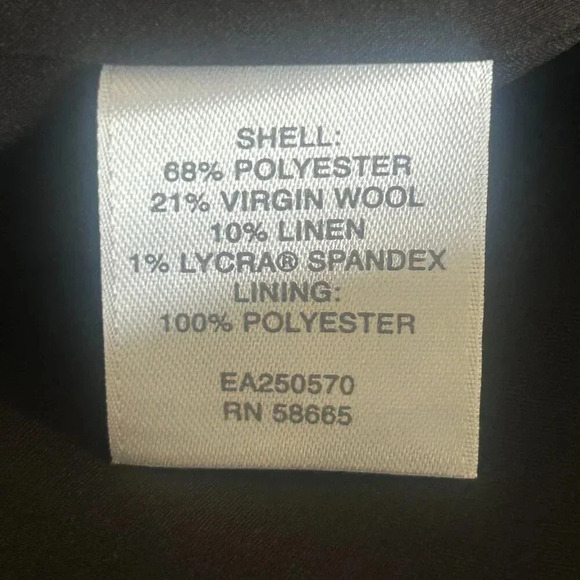 SHELL:
68% POLYESTER
21% VIRGIN WOOL
10% LINEN
1% LYCRA® SPANDEX
LINING:
100% POLYESTER
EA250570
RN 58665